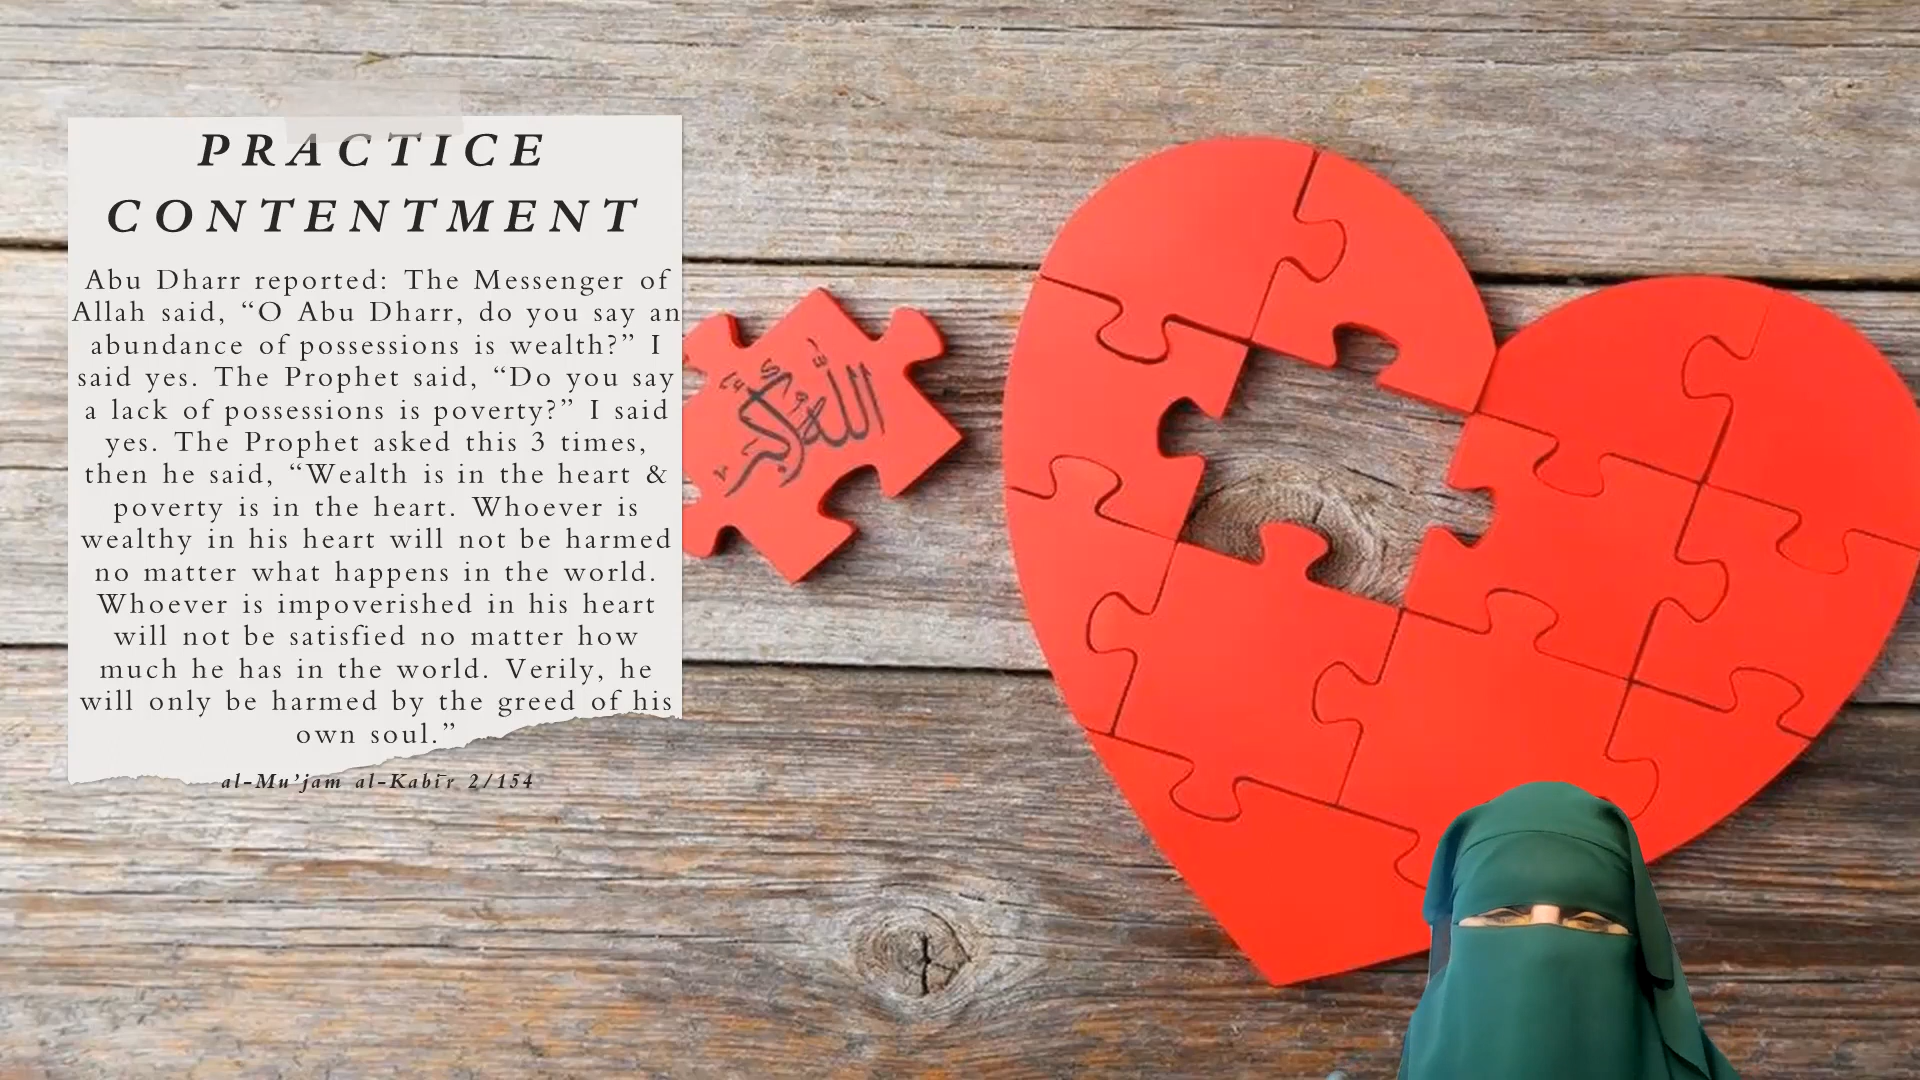 PRACTICE
CONTENTMENT
Abu Dharr reported: The Messenger of
Allah said, “O Abu Dharr, do you say an
abundance of possessions is wealth?” I
said yes. The Prophet said, “Do you say
a lack of possessions is poverty?” I said
yes. The Prophet asked this 3 times,
then he said, “Wealth is in the heart &
poverty is in the heart. Whoever is
wealthy in his heart will not be harmed
no matter what happens in the world.
Whoever is impoverished in his heart
will not be satisfied no matter how
much he has in the world. Verily, he
will only be harmed by the greed of his
own soul.”
al-Mu’jam al-Kabīr 2/154
الله أكبر